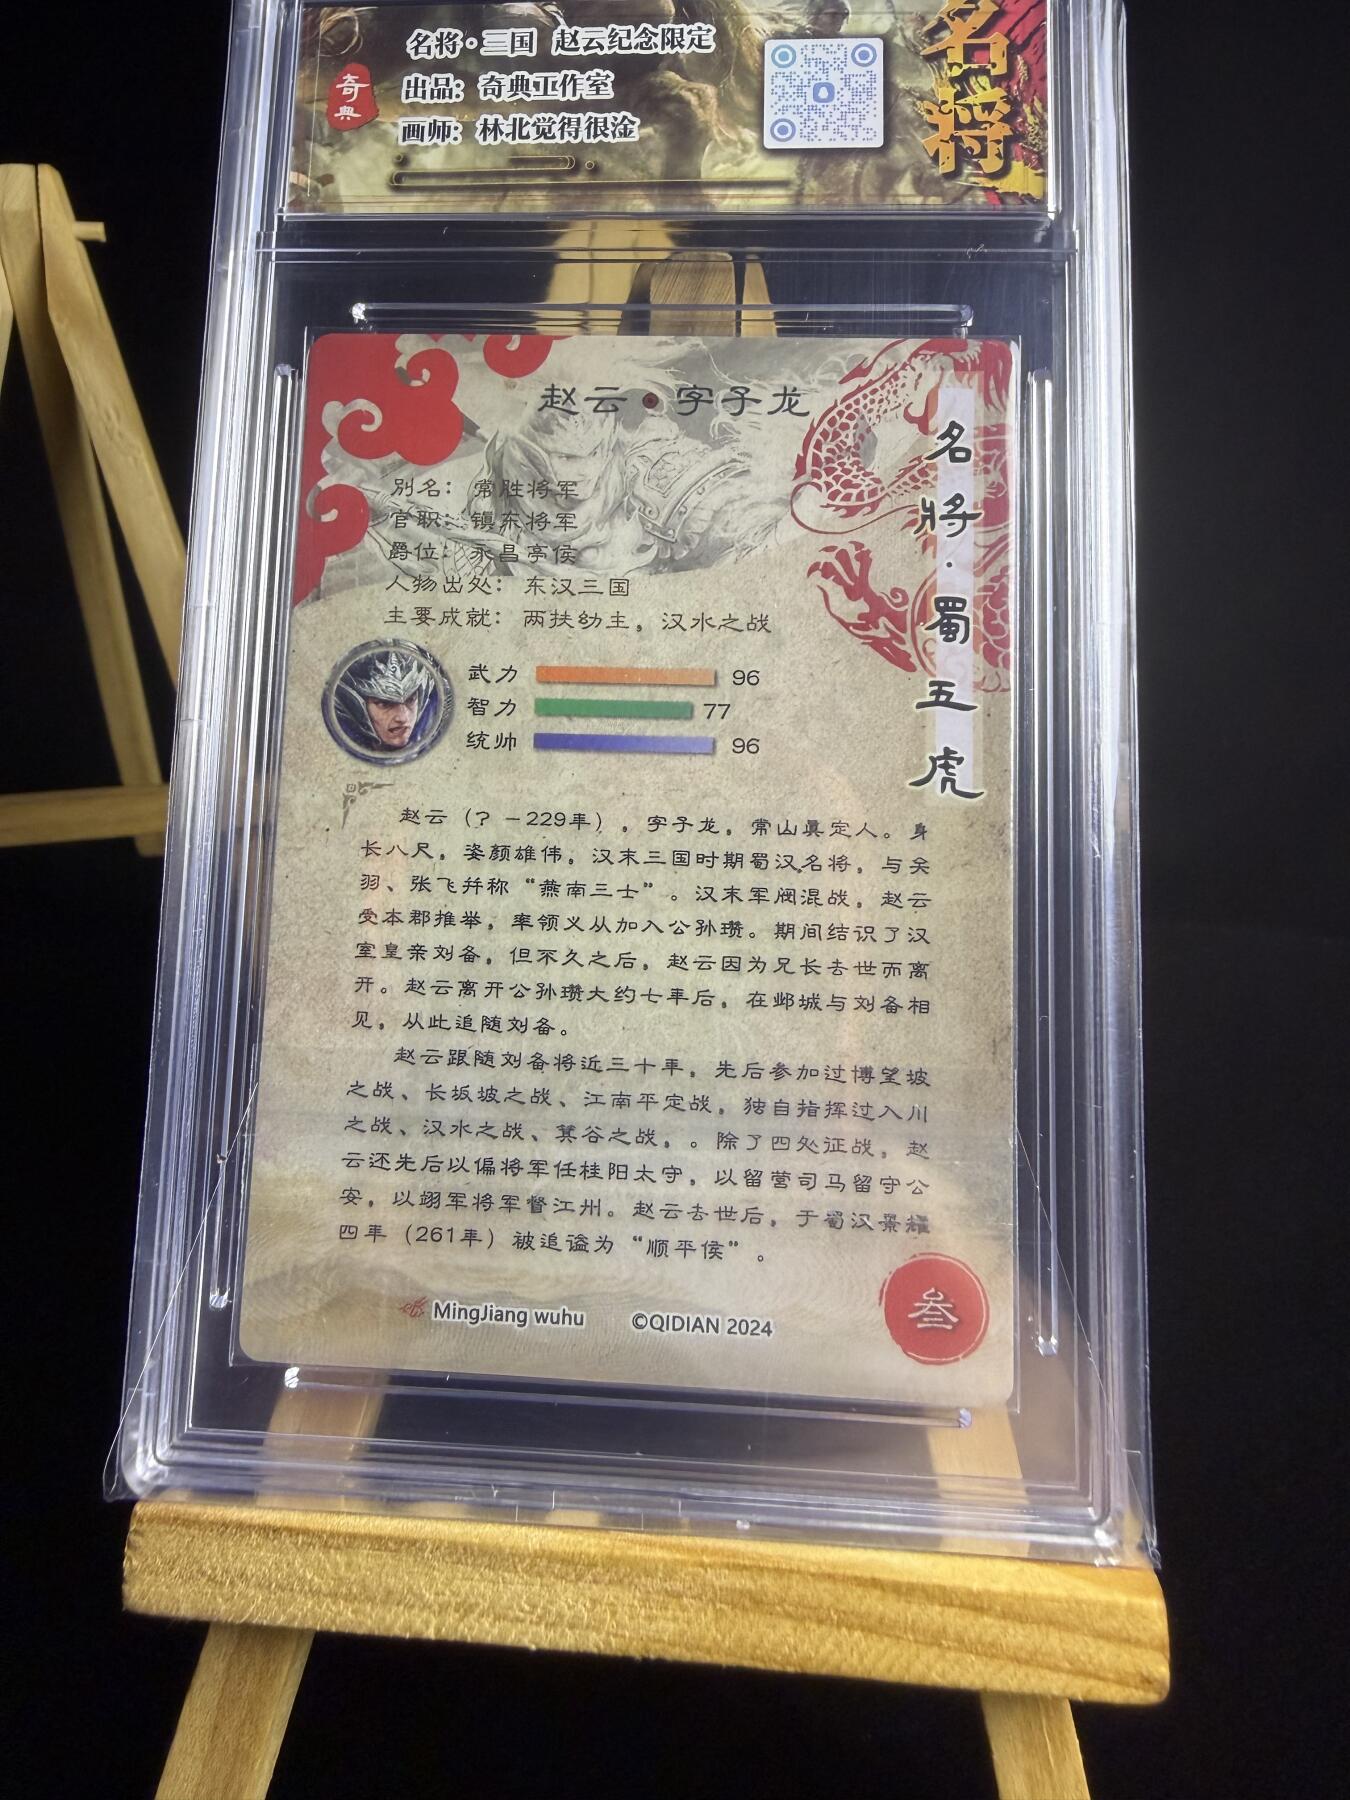 名将·三国 赵云纪念限定
出品：奇典工作室
画师：林北觉得很淦
奇典
名将
赵云·字子龙
别名：常胜将军
官职：镇东将军
爵位：永昌亭侯
人物出处：东汉三国
主要成就：两扶幼主，汉水之战
武力 96
智力 77
统帅 96
名将·蜀五虎
赵云（？－229年），字子龙，常山真定人。身
长八尺，姿颜雄伟，汉末三国时期蜀汉名将，与关
羽、张飞并称“燕南三士”。汉末军阀混战，赵云
受本郡推举，率领义从加入公孙瓒。期间结识了汉
室皇亲刘备，但不久之后，赵云因为兄长去世而离
开。赵云离开公孙瓒大约七年后，在邺城与刘备相
见，从此追随刘备。
赵云跟随刘备将近三十年，先后参加过博望坡
之战、长坂坡之战、江南平定战，独自指挥过入川
之战、汉水之战、箕谷之战，。除了四处征战，赵
云还先后以偏将军任桂阳太守，以留营司马留守公
安，以翊军将军督江州。赵云去世后，于蜀汉景耀
四年（261年）被追谥为“顺平侯”。
MingJiang wuhu ©QIDIAN 2024
叁